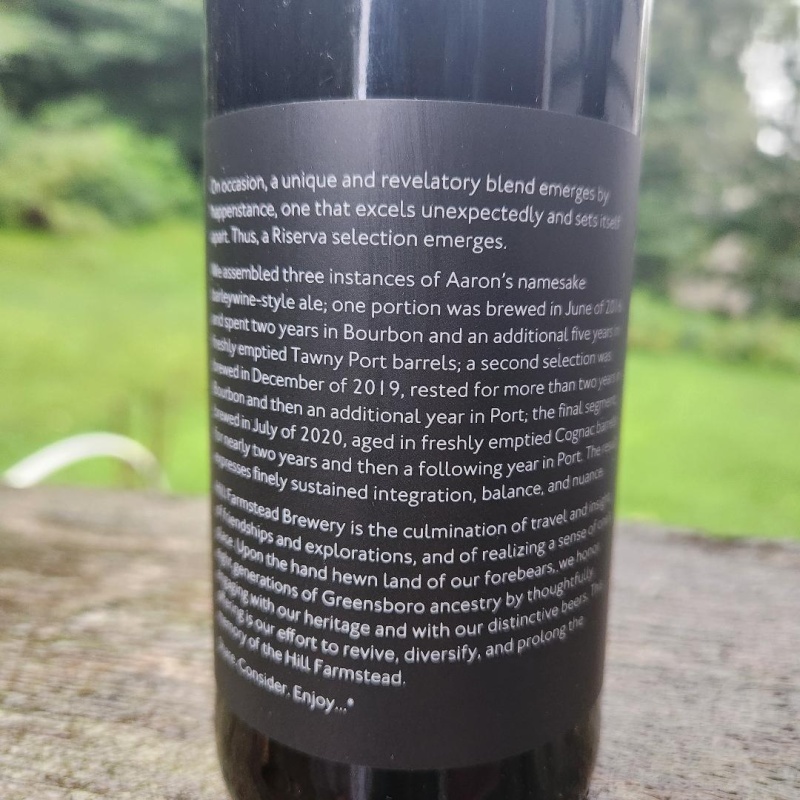 On occasion, a unique and revelatory blend emerges by
happenstance, one that excels unexpectedly and sets itself
apart. Thus, a Riserva selection emerges.
We assembled three instances of Aaron's namesake
barleywine-style ale; one portion was brewed in June of
and spent two years in Bourbon and an additional five years in
freshly emptied Tawny Port barrels; a second selection was
brewed in December of 2019, rested for more than two years in
Bourbon and then an additional year in Port; the final segment,
brewed in July of 2020, aged in freshly emptied Cognac barrels
for nearly two years and then a following year in Port. The result
expresses finely sustained integration, balance, and nuance.
Hill Farmstead Brewery is the culmination of travel and insight,
of friendships and explorations, and of realizing a sense of
place. Upon the hand hewn land of our forebears, we honor
eight generations of Greensboro ancestry by thoughtfully
engaging with our heritage and with our distinctive beers. This
offering is our effort to revive, diversify, and prolong the
memory of the Hill Farmstead.
Share. Consider. Enjoy...*